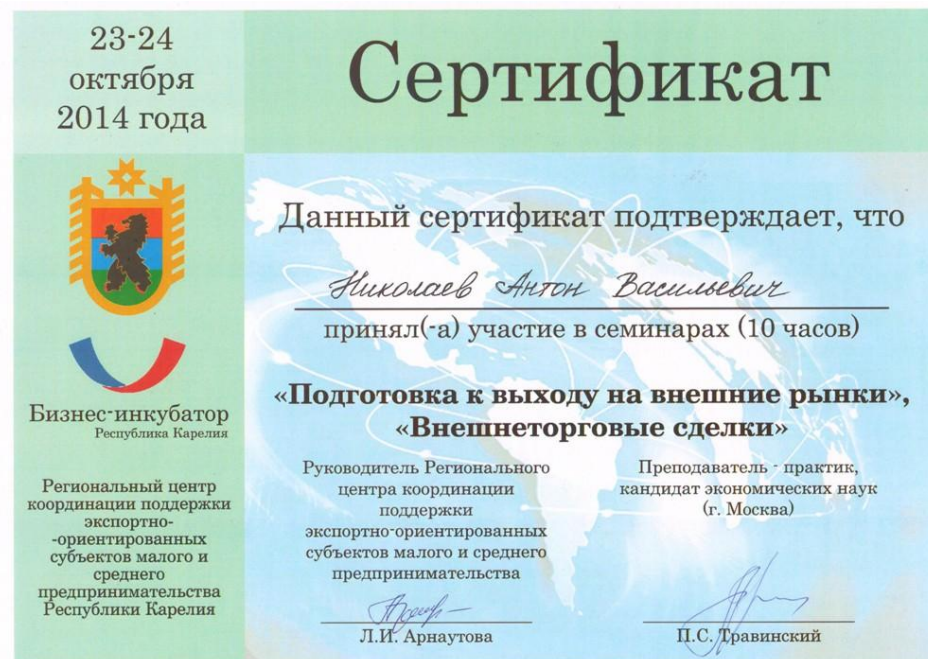 23-24
октября
2014 года
Сертификат
Бизнес-инкубатор
Республика Карелия
Региональный центр
координации поддержки
экспортно-
-ориентированных
субъектов малого и
среднего
предпринимательства
Республики Карелия
Данный сертификат подтверждает, что
Николаев Антон Васильевич
принял(-а) участие в семинарах (10 часов)
«Подготовка к выходу на внешние рынки»,
«Внешнеторговые сделки»
Руководитель Регионального
центра координации
поддержки
экспортно-ориентированных
субъектов малого и среднего
предпринимательства
Л.И. Арнаутова
Преподаватель - практик,
кандидат экономических наук
(г. Москва)
П.С. Травинский